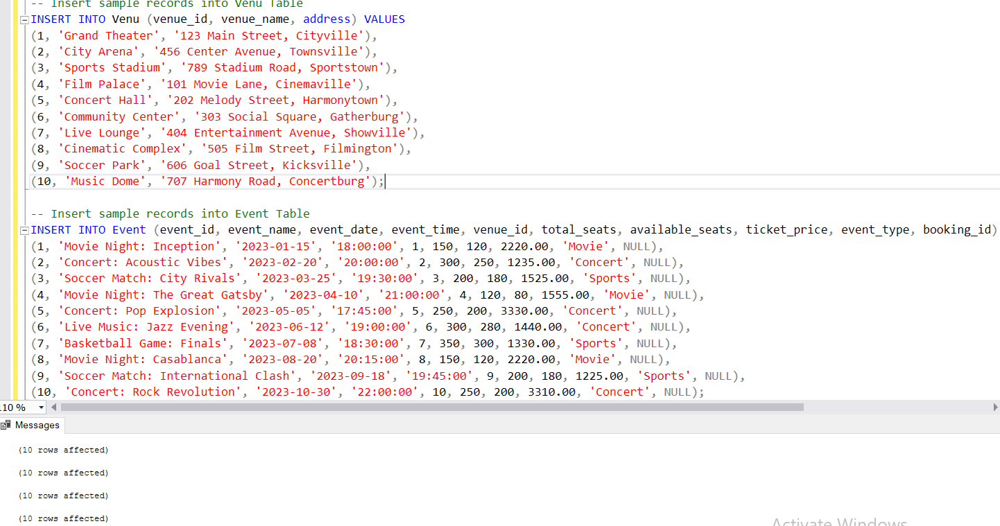 -- Insert sample records into Venu Table
INSERT INTO Venu (venue_id, venue_name, address) VALUES
(1, 'Grand Theater', '123 Main Street, Cityville'),
(2, 'City Arena', '456 Center Avenue, Townsville'),
(3, 'Sports Stadium', '789 Stadium Road, Sportstown'),
(4, 'Film Palace', '101 Movie Lane, Cinemaville'),
(5, 'Concert Hall', '202 Melody Street, Harmonytown'),
(6, 'Community Center', '303 Social Square, Gatherburg'),
(7, 'Live Lounge', '404 Entertainment Avenue, Showville'),
(8, 'Cinematic Complex', '505 Film Street, Filmington'),
(9, 'Soccer Park', '606 Goal Street, Kicksville'),
(10, 'Music Dome', '707 Harmony Road, Concertburg');
-- Insert sample records into Event Table
INSERT INTO Event (event_id, event_name, event_date, event_time, venue_id, total_seats, available_seats, ticket_price, event_type, booking_id)
(1, 'Movie Night: Inception', '2023-01-15', '18:00:00', 1, 150, 120, 2220.00, 'Movie', NULL),
(2, 'Concert: Acoustic Vibes', '2023-02-20', '20:00:00', 2, 300, 250, 1235.00, 'Concert', NULL),
(3, 'Soccer Match: City Rivals', '2023-03-25', '19:30:00', 3, 200, 180, 1525.00, 'Sports', NULL),
(4, 'Movie Night: The Great Gatsby', '2023-04-10', '21:00:00', 4, 120, 80, 1555.00, 'Movie', NULL),
(5, 'Concert: Pop Explosion', '2023-05-05', '17:45:00', 5, 250, 200, 3330.00, 'Concert', NULL),
(6, 'Live Music: Jazz Evening', '2023-06-12', '19:00:00', 6, 300, 280, 1440.00, 'Concert', NULL),
(7, 'Basketball Game: Finals', '2023-07-08', '18:30:00', 7, 350, 300, 1330.00, 'Sports', NULL),
(8, 'Movie Night: Casablanca', '2023-08-20', '20:15:00', 8, 150, 120, 2220.00, 'Movie', NULL),
(9, 'Soccer Match: International Clash', '2023-09-18', '19:45:00', 9, 200, 180, 1225.00, 'Sports', NULL),
(10, 'Concert: Rock Revolution', '2023-10-30', '22:00:00', 10, 250, 200, 3310.00, 'Concert', NULL);
110 %
Messages
(10 rows affected)
(10 rows affected)
(10 rows affected)
(10 rows affected)
Activate Windows